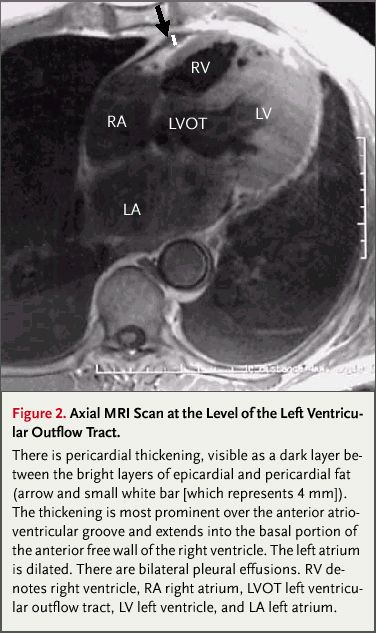 RV
RA
LVOT
LV
LA
Figure 2. Axial MRI Scan at the Level of the Left Ventricu-
lar Outflow Tract.
There is pericardial thickening, visible as a dark layer be-
tween the bright layers of epicardial and pericardial fat
(arrow and small white bar [which represents 4 mm]).
The thickening is most prominent over the anterior atrio-
ventricular groove and extends into the basal portion of
the anterior free wall of the right ventricle. The left atrium
is dilated. There are bilateral pleural effusions. RV de-
notes right ventricle, RA right atrium, LVOT left ventricu-
lar outflow tract, LV left ventricle, and LA left atrium.